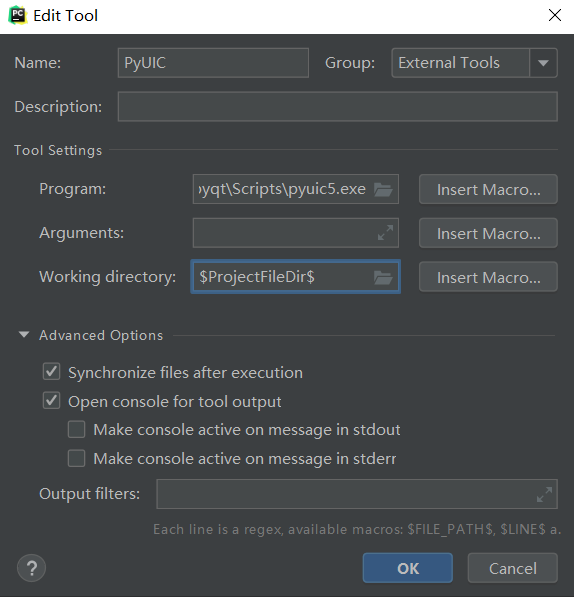 PC
Edit Tool
Name: PyUIC Group: External Tools
Description:
Tool Settings
Program: pyqt\Scripts\pyuic5.exe Insert Macro...
Arguments: Insert Macro...
Working directory: $ProjectFileDir$ Insert Macro...
Advanced Options
Synchronize files after execution
Open console for tool output
Make console active on message in stdout
Make console active on message in stderr
Output filters:
Each line is a regex, available macros: $FILE_PATH$, $LINE$ a.
? OK Cancel